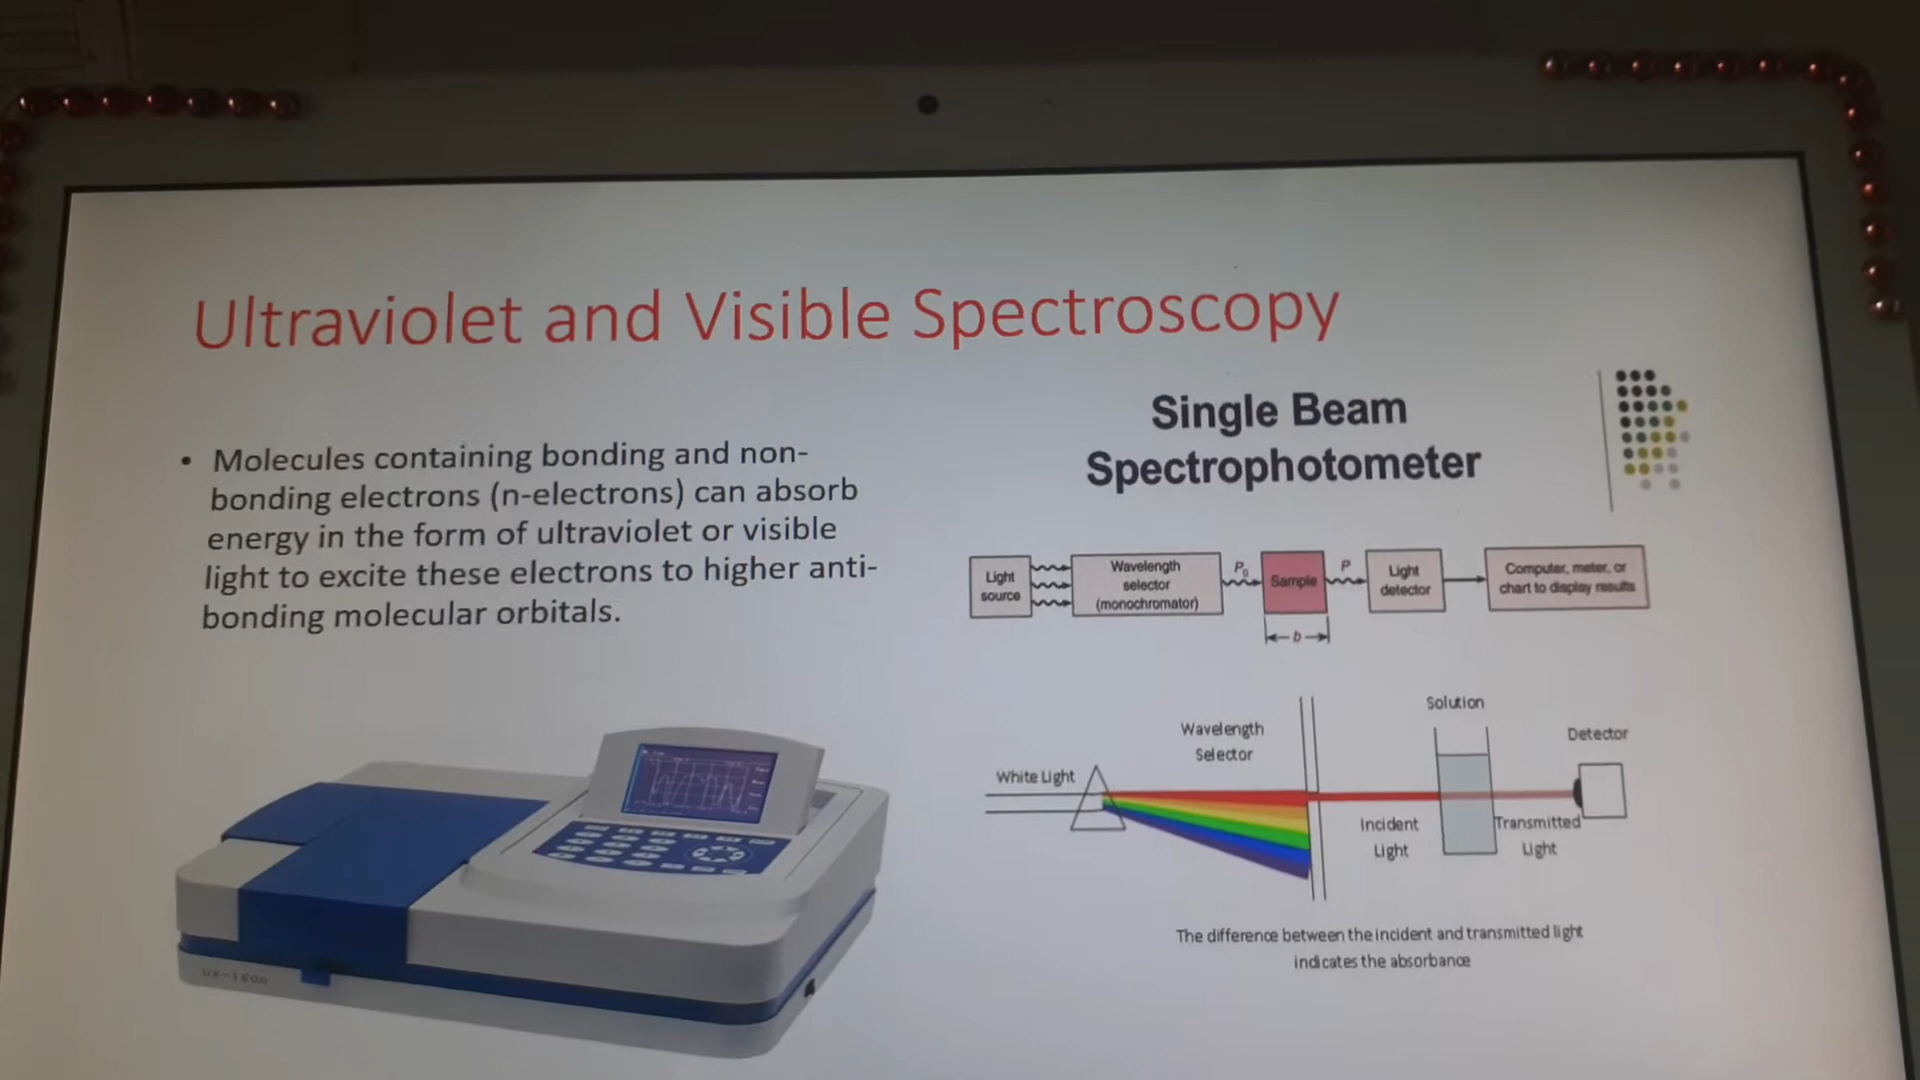 Ultraviolet and Visible Spectroscopy
• Molecules containing bonding and non-
bonding electrons (n-electrons) can absorb
energy in the form of ultraviolet or visible
light to excite these electrons to higher anti-
bonding molecular orbitals.
Single Beam
Spectrophotometer
Light
source
Wavelength
selector
(monochromator)
P₀
Sample
b
P
Light
detector
Computer, meter, or
chart to display results
White Light
Wavelength
Selector
Incident
Light
Solution
Transmitted
Light
Detector
The difference between the incident and transmitted light
indicates the absorbance